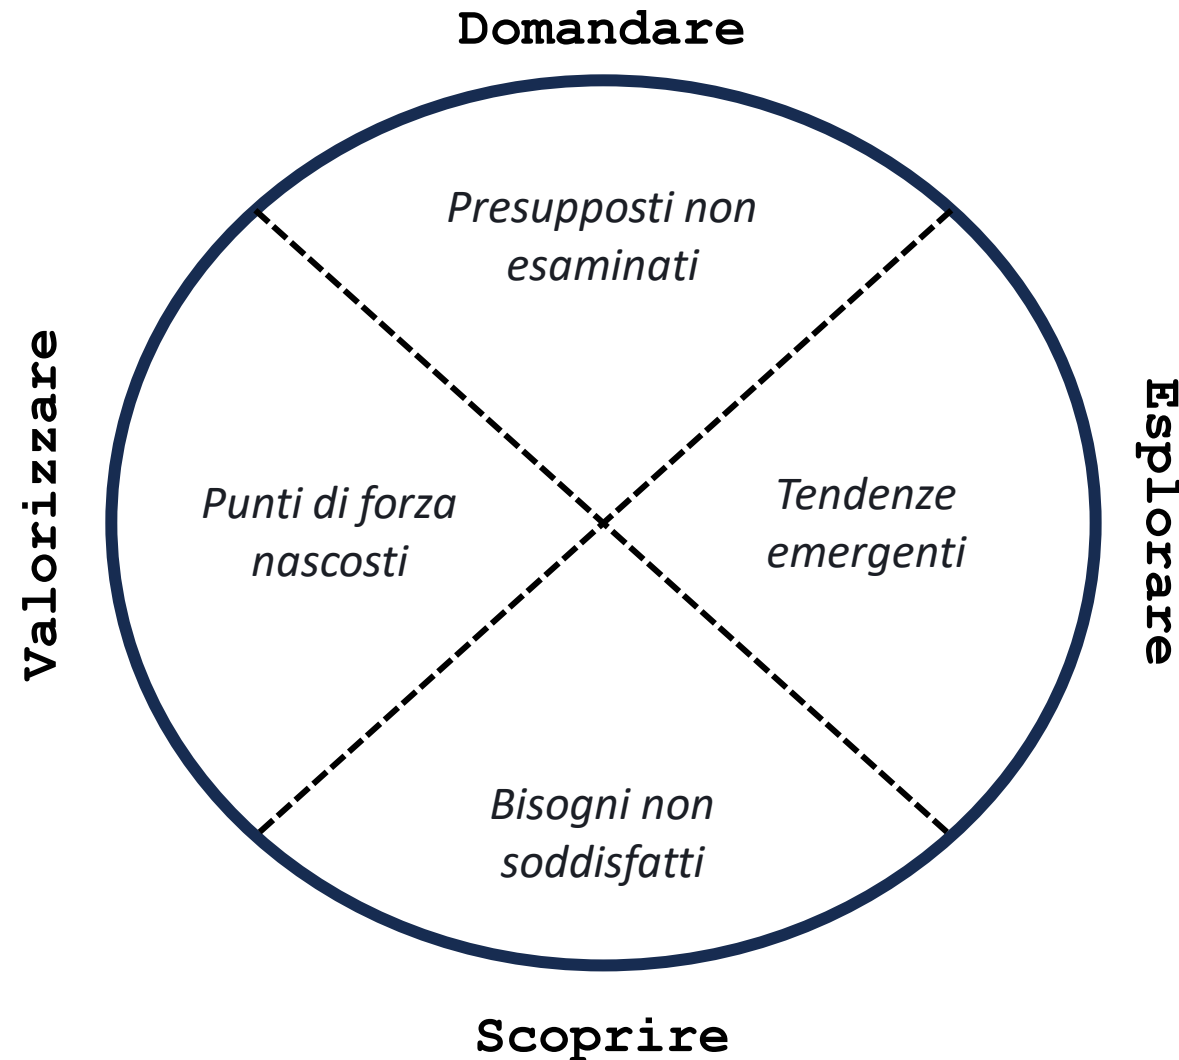 Domandare
Presupposti non
esaminati
Valorizzare
Punti di forza
nascosti
Tendenze
emergenti
Esplorare
Bisogni non
soddisfatti
Scoprire